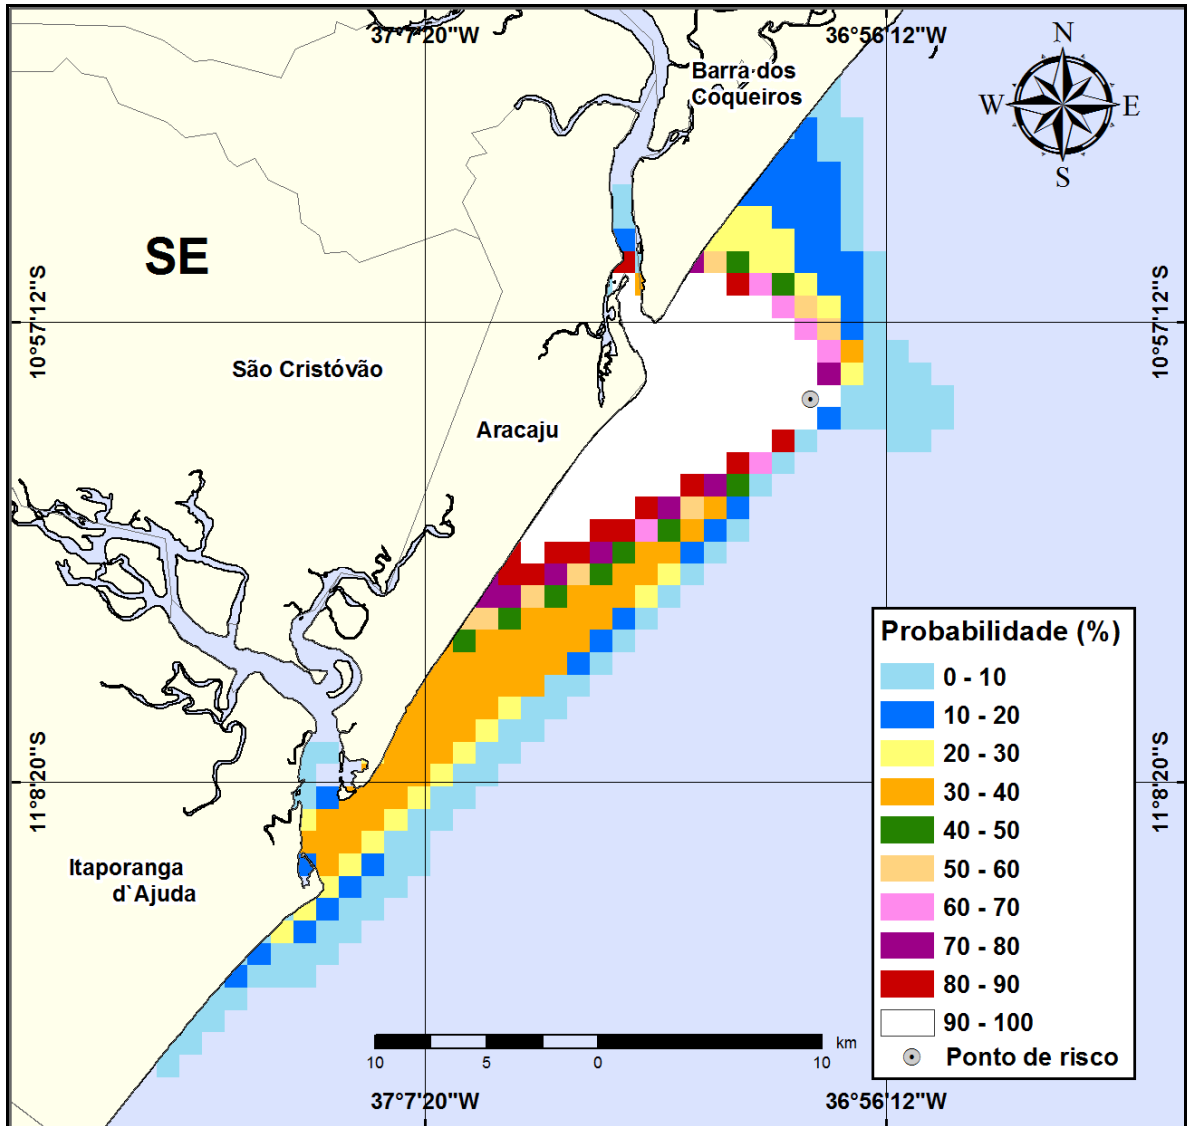 37°7'20"W
36°56'12"W
N
W
E
S
Barra dos
Coqueiros
SE
10°57'12"S
10°57'12"S
São Cristóvão
Aracaju
11°8'20"S
11°8'20"S
Itaporanga
d`Ajuda
Probabilidade (%)
0 - 10
10 - 20
20 - 30
30 - 40
40 - 50
50 - 60
60 - 70
70 - 80
80 - 90
90 - 100
Ponto de risco
km
10 5 0 10
37°7'20"W
36°56'12"W